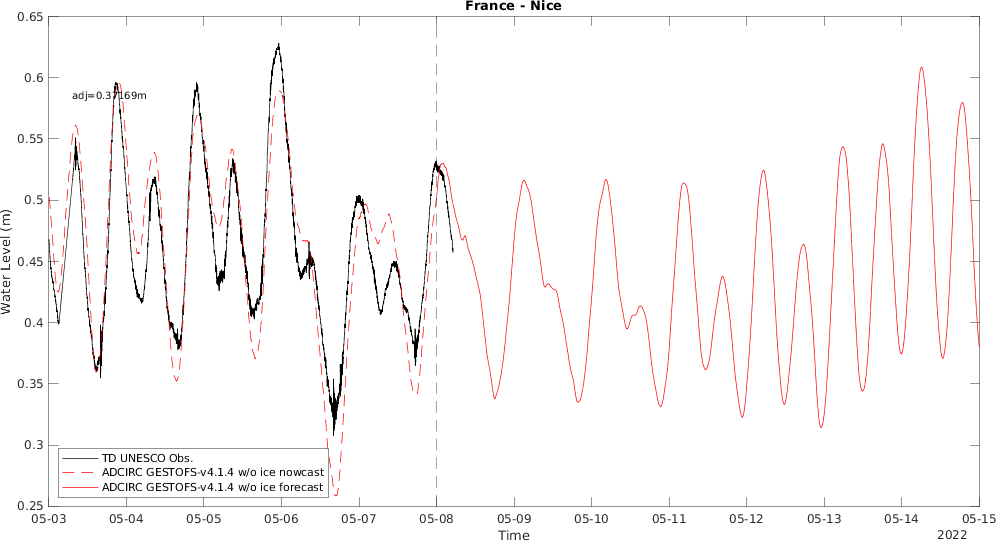 France - Nice
0.65
0.6
0.55
0.5
0.45
0.4
0.35
0.3
0.25
Water Level (m)
adj=0.37169m
TD UNESCO Obs.
ADCIRC GESTOFS-v4.1.4 w/o ice nowcast
ADCIRC GESTOFS-v4.1.4 w/o ice forecast
05-03 05-04 05-05 05-06 05-07 05-08 05-09 05-10 05-11 05-12 05-13 05-14 05-15
Time
2022